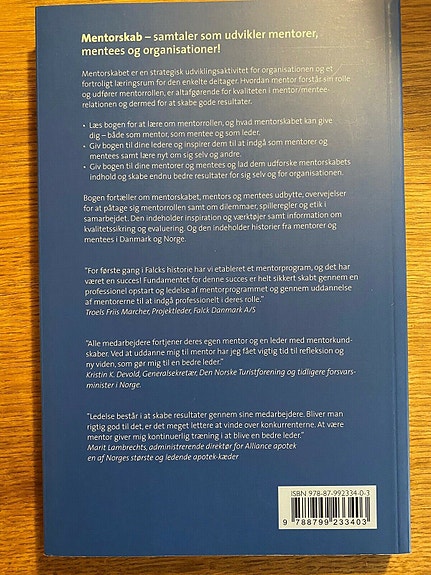 Mentorskab – samtaler som udvikler mentorer,
mentees og organisationer!
Mentorskabet er en strategisk udviklingsaktivitet for organisationen og et
fortroligt læringsrum for den enkelte deltager. Hvordan mentor forstår sin rolle
og udfører mentorrollen, er altafgørende for kvaliteten i mentor/mentee-
relationen og dermed for at skabe gode resultater.
• Læs bogen for at lære om mentorrollen, og hvad mentorskabet kan give
dig – både som mentor, som mentee og som leder.
• Giv bogen til dine ledere og inspirer dem til at indgå som mentorer og
mentees samt lære nyt om sig selv og andre.
• Giv bogen til dine mentorer og mentees og lad dem udforske mentorskabets
indhold og skabe endnu bedre resultater for sig selv og for organisationen.
Bogen fortæller om mentorskabet, mentors og mentees udbytte, overvejelser
for at påtage sig mentorrollen samt om dilemmaer, spilleregler og etik i
samarbejdet. Den indeholder inspiration og værktøjer samt information om
kvalitetssikring og evaluering. Og den indeholder historier fra mentorer og
mentees i Danmark og Norge.
"For første gang i Falcks historie har vi etableret et mentorprogram, og det har
været en succes! Fundamentet for denne succes er helt sikkert skabt gennem en
professionel opstart og ledelse af mentorprogrammet og gennem uddannelse
af mentorerne til at indgå professionelt i deres rolle."
Troels Friis Marcher, Projektleder, Falck Danmark A/S
"Alle medarbejdere fortjener deres egen mentor og en leder med mentorkund-
skaber. Ved at uddanne mig til mentor har jeg fået vigtig tid til refleksion og
ny viden, som gør mig til en bedre leder."
Kristin K. Devold, Generalsekretær, Den Norske Turistforening og tidligere forsvars-
minister i Norge.
"Ledelse består i at skabe resultater gennem sine medarbejdere. Bliver man
rigtig god til det, er det meget lettere at vinde over konkurrenterne. At være
mentor giver mig kontinuerlig træning i at blive en bedre leder."
Marit Lambrechts, administrerende direktør for Alliance apotek
en af Norges største og ledende apotek-kæder
ISBN 978-87-992334-0-3
9 788799 233403